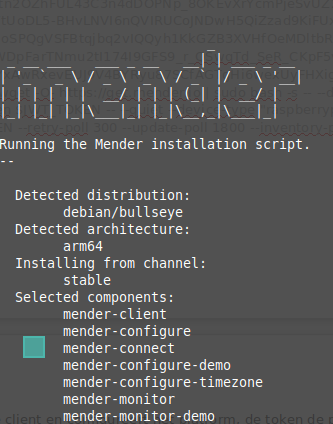 Running the Mender installation script.
--
Detected distribution:
debian/bullseye
Detected architecture:
arm64
Installing from channel:
stable
Selected components:
mender-client
mender-configure
mender-connect
mender-configure-demo
mender-configure-timezone
mender-monitor
mender-monitor-demo